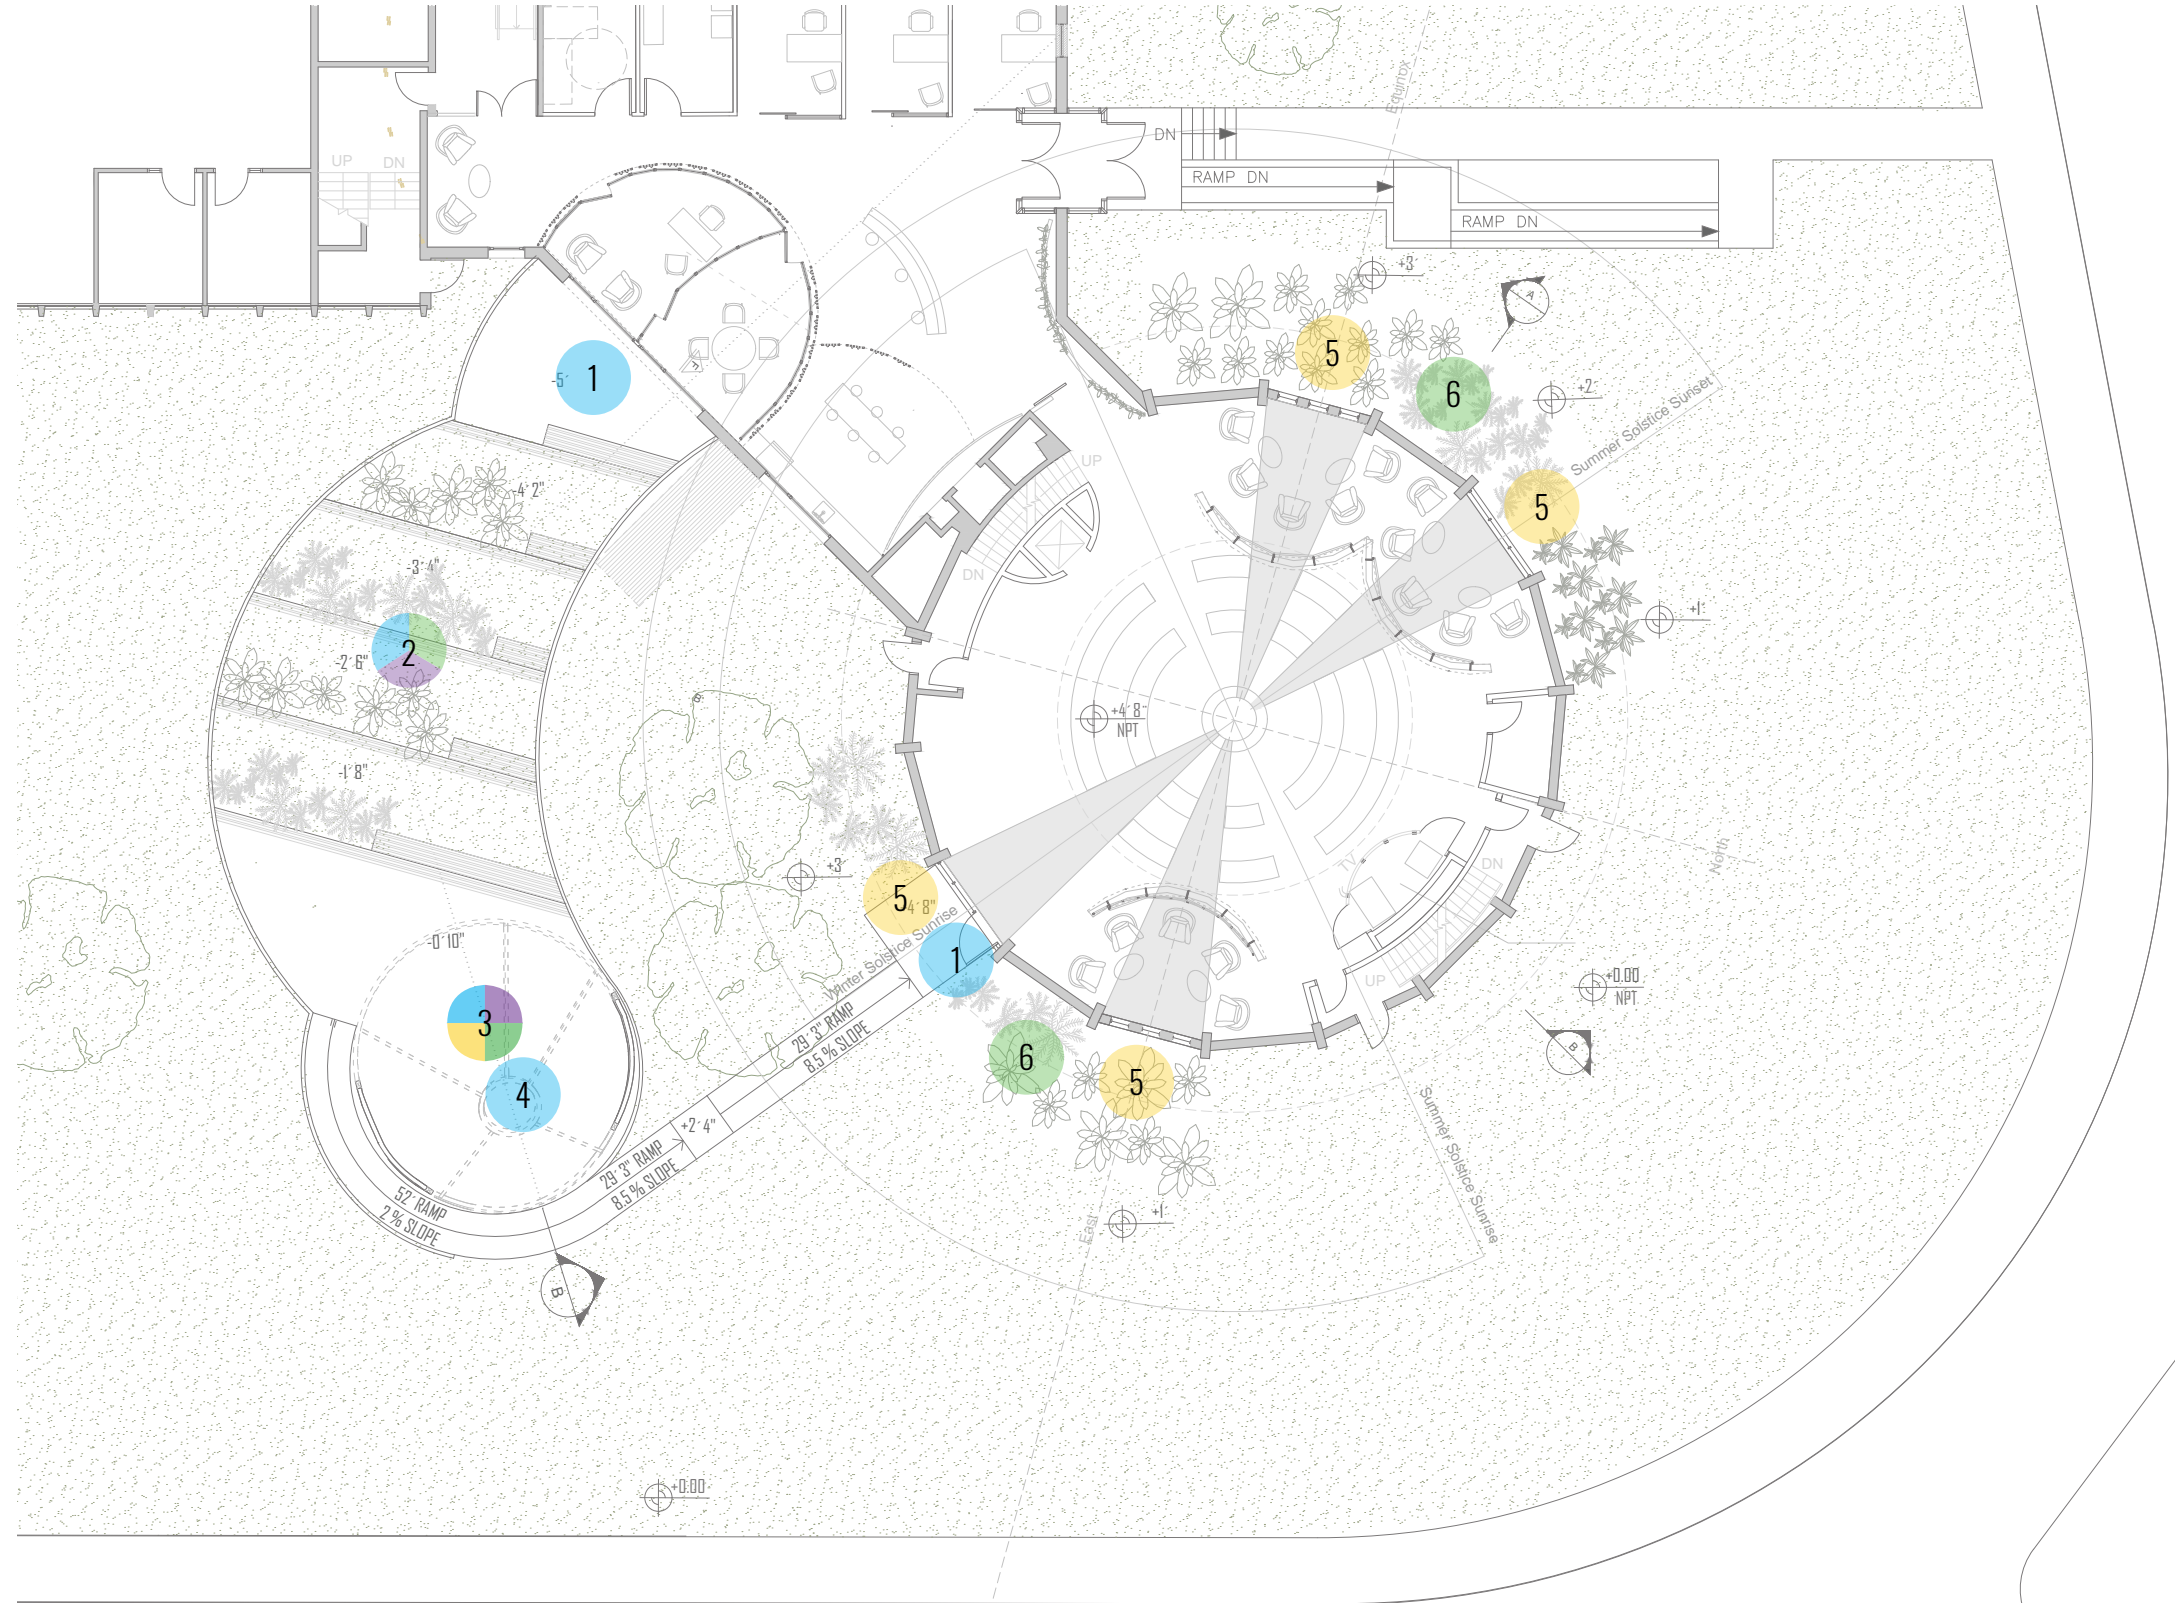 Equinox
DN
UP
DN
RAMP DN
RAMP DN
+3
A
5
1
-5'
6
+2
Summer Solstice Sunset
UP
-4' 2"
5
DN
-3' 4"
+1
2
-2' 6"
+4' 8"
NPT
-1' 8"
North
TV
DN
+3
5
4' 8"
Winter Solstice Sunrise
-0' 10"
1
UP
+0.00
NPT
3
29' 3" RAMP
8.5 % SLOPE
6
B
5
4
+2' 4"
Summer Solstice Sunrise
29' 3" RAMP
8.5 % SLOPE
52' RAMP
2 % SLOPE
East
+1
B
+0.00